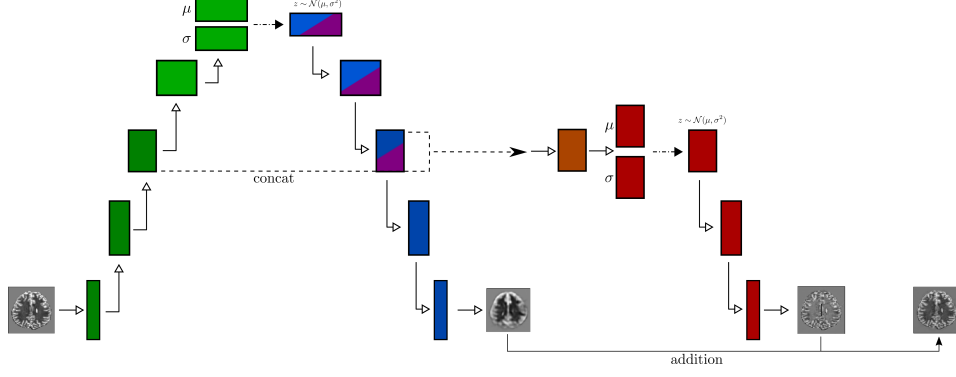 μ
z ~ 𝒩(μ, σ²)
σ
z ~ 𝒩(μ, σ²)
μ
concat
σ
addition